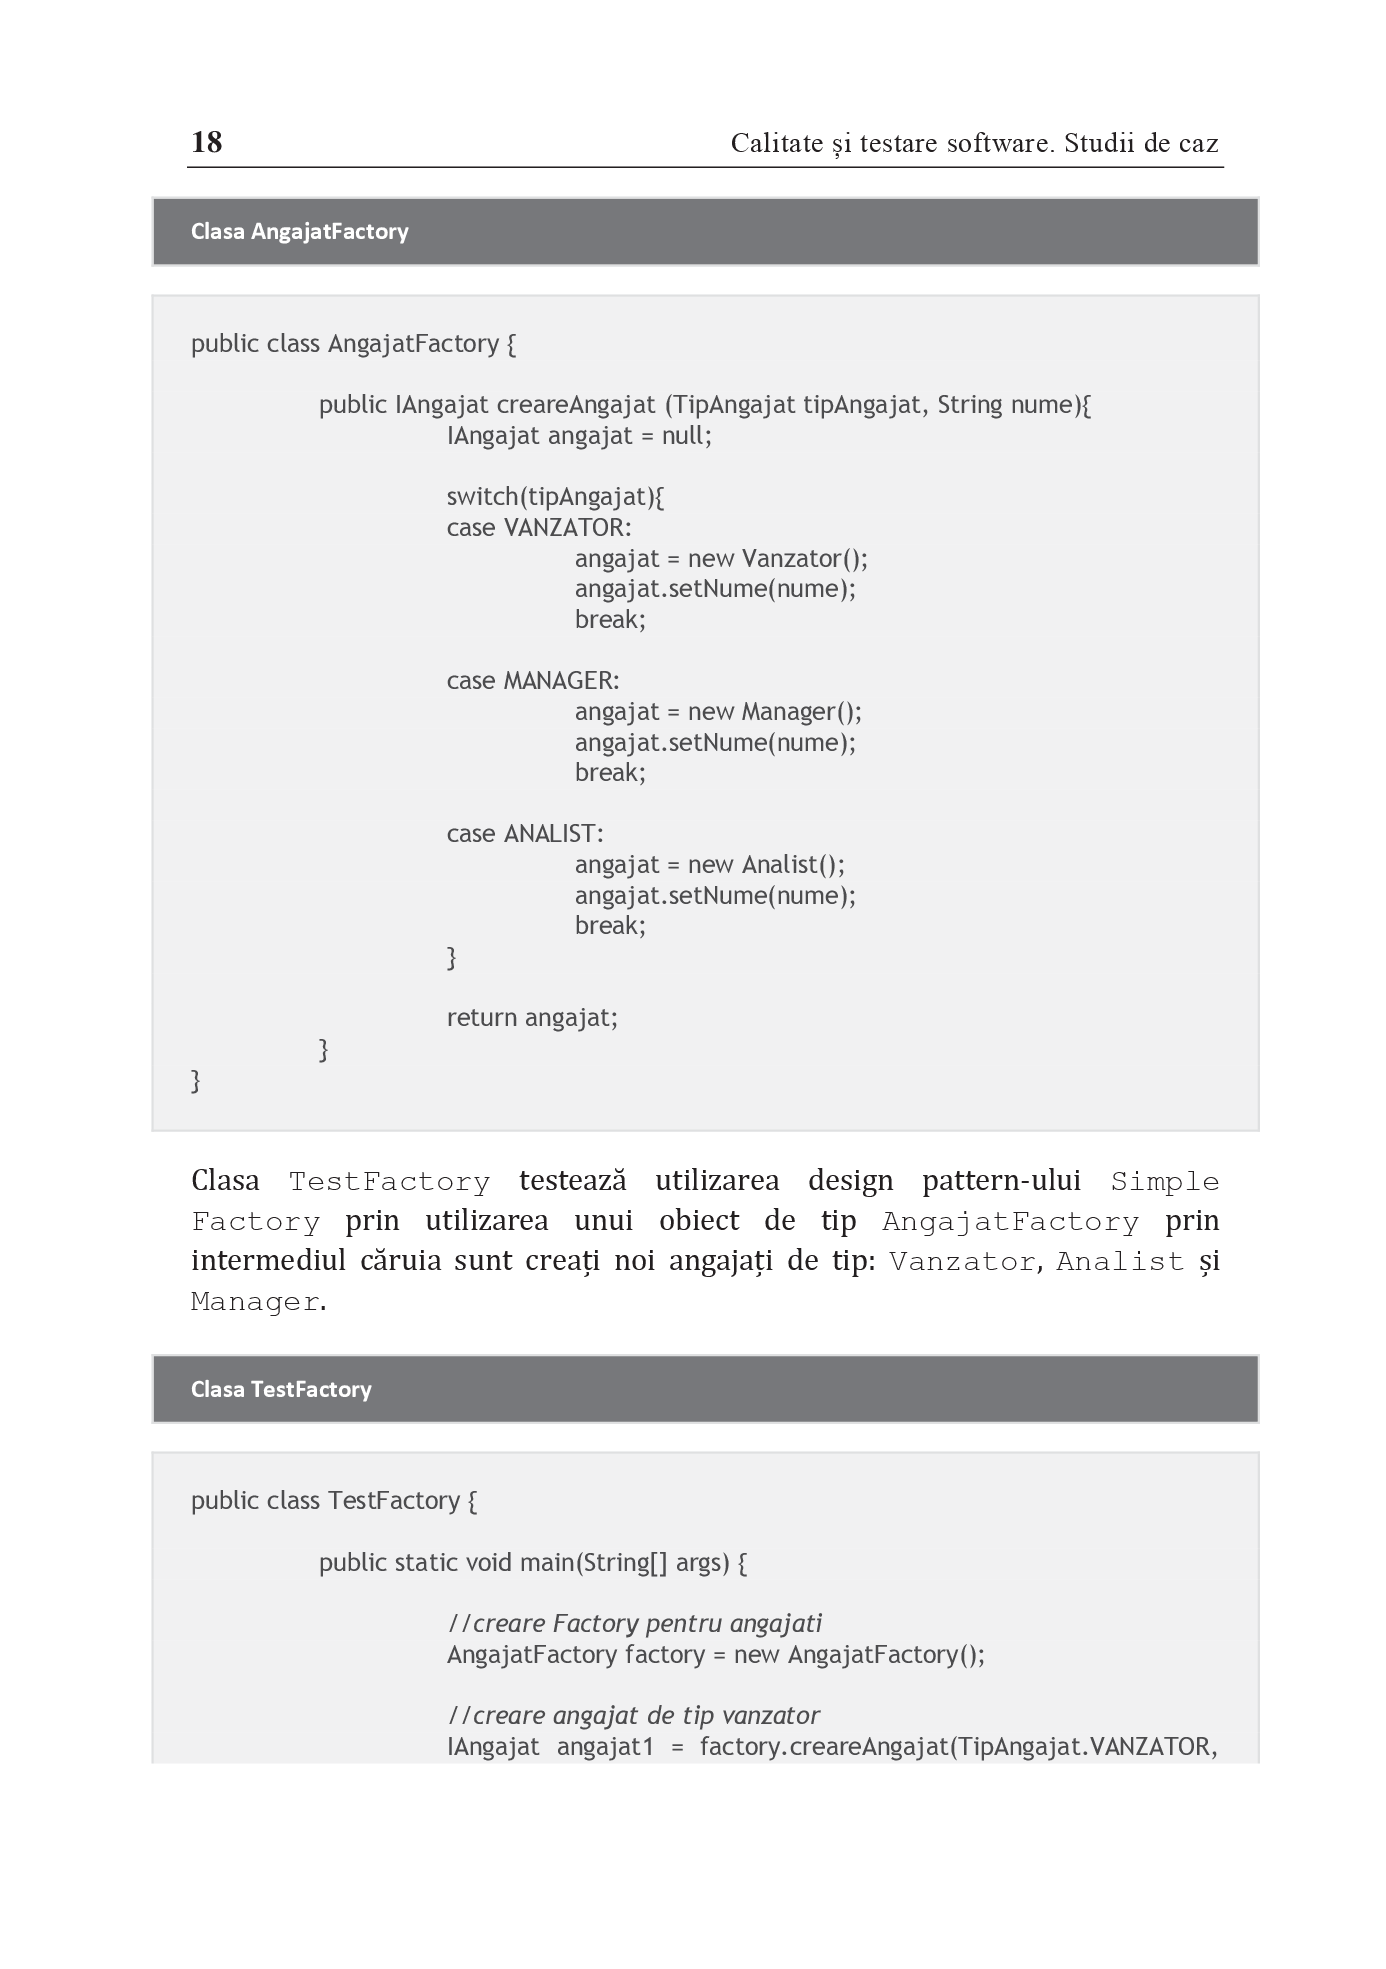 18 Calitate și testare software. Studii de caz
Clasa AngajatFactory
public class AngajatFactory {
public IAngajat creareAngajat (TipAngajat tipAngajat, String nume){
IAngajat angajat = null;
switch(tipAngajat){
case VANZATOR:
angajat = new Vanzator();
angajat.setNume(nume);
break;
case MANAGER:
angajat = new Manager();
angajat.setNume(nume);
break;
case ANALIST:
angajat = new Analist();
angajat.setNume(nume);
break;
}
return angajat;
}
}
Clasa TestFactory testează utilizarea design pattern-ului Simple
Factory prin utilizarea unui obiect de tip AngajatFactory prin
intermediul căruia sunt creați noi angajați de tip: Vanzator, Analist și
Manager.
Clasa TestFactory
public class TestFactory {
public static void main(String[] args) {
//creare Factory pentru angajati
AngajatFactory factory = new AngajatFactory();
//creare angajat de tip vanzator
IAngajat angajat1 = factory.creareAngajat(TipAngajat.VANZATOR,